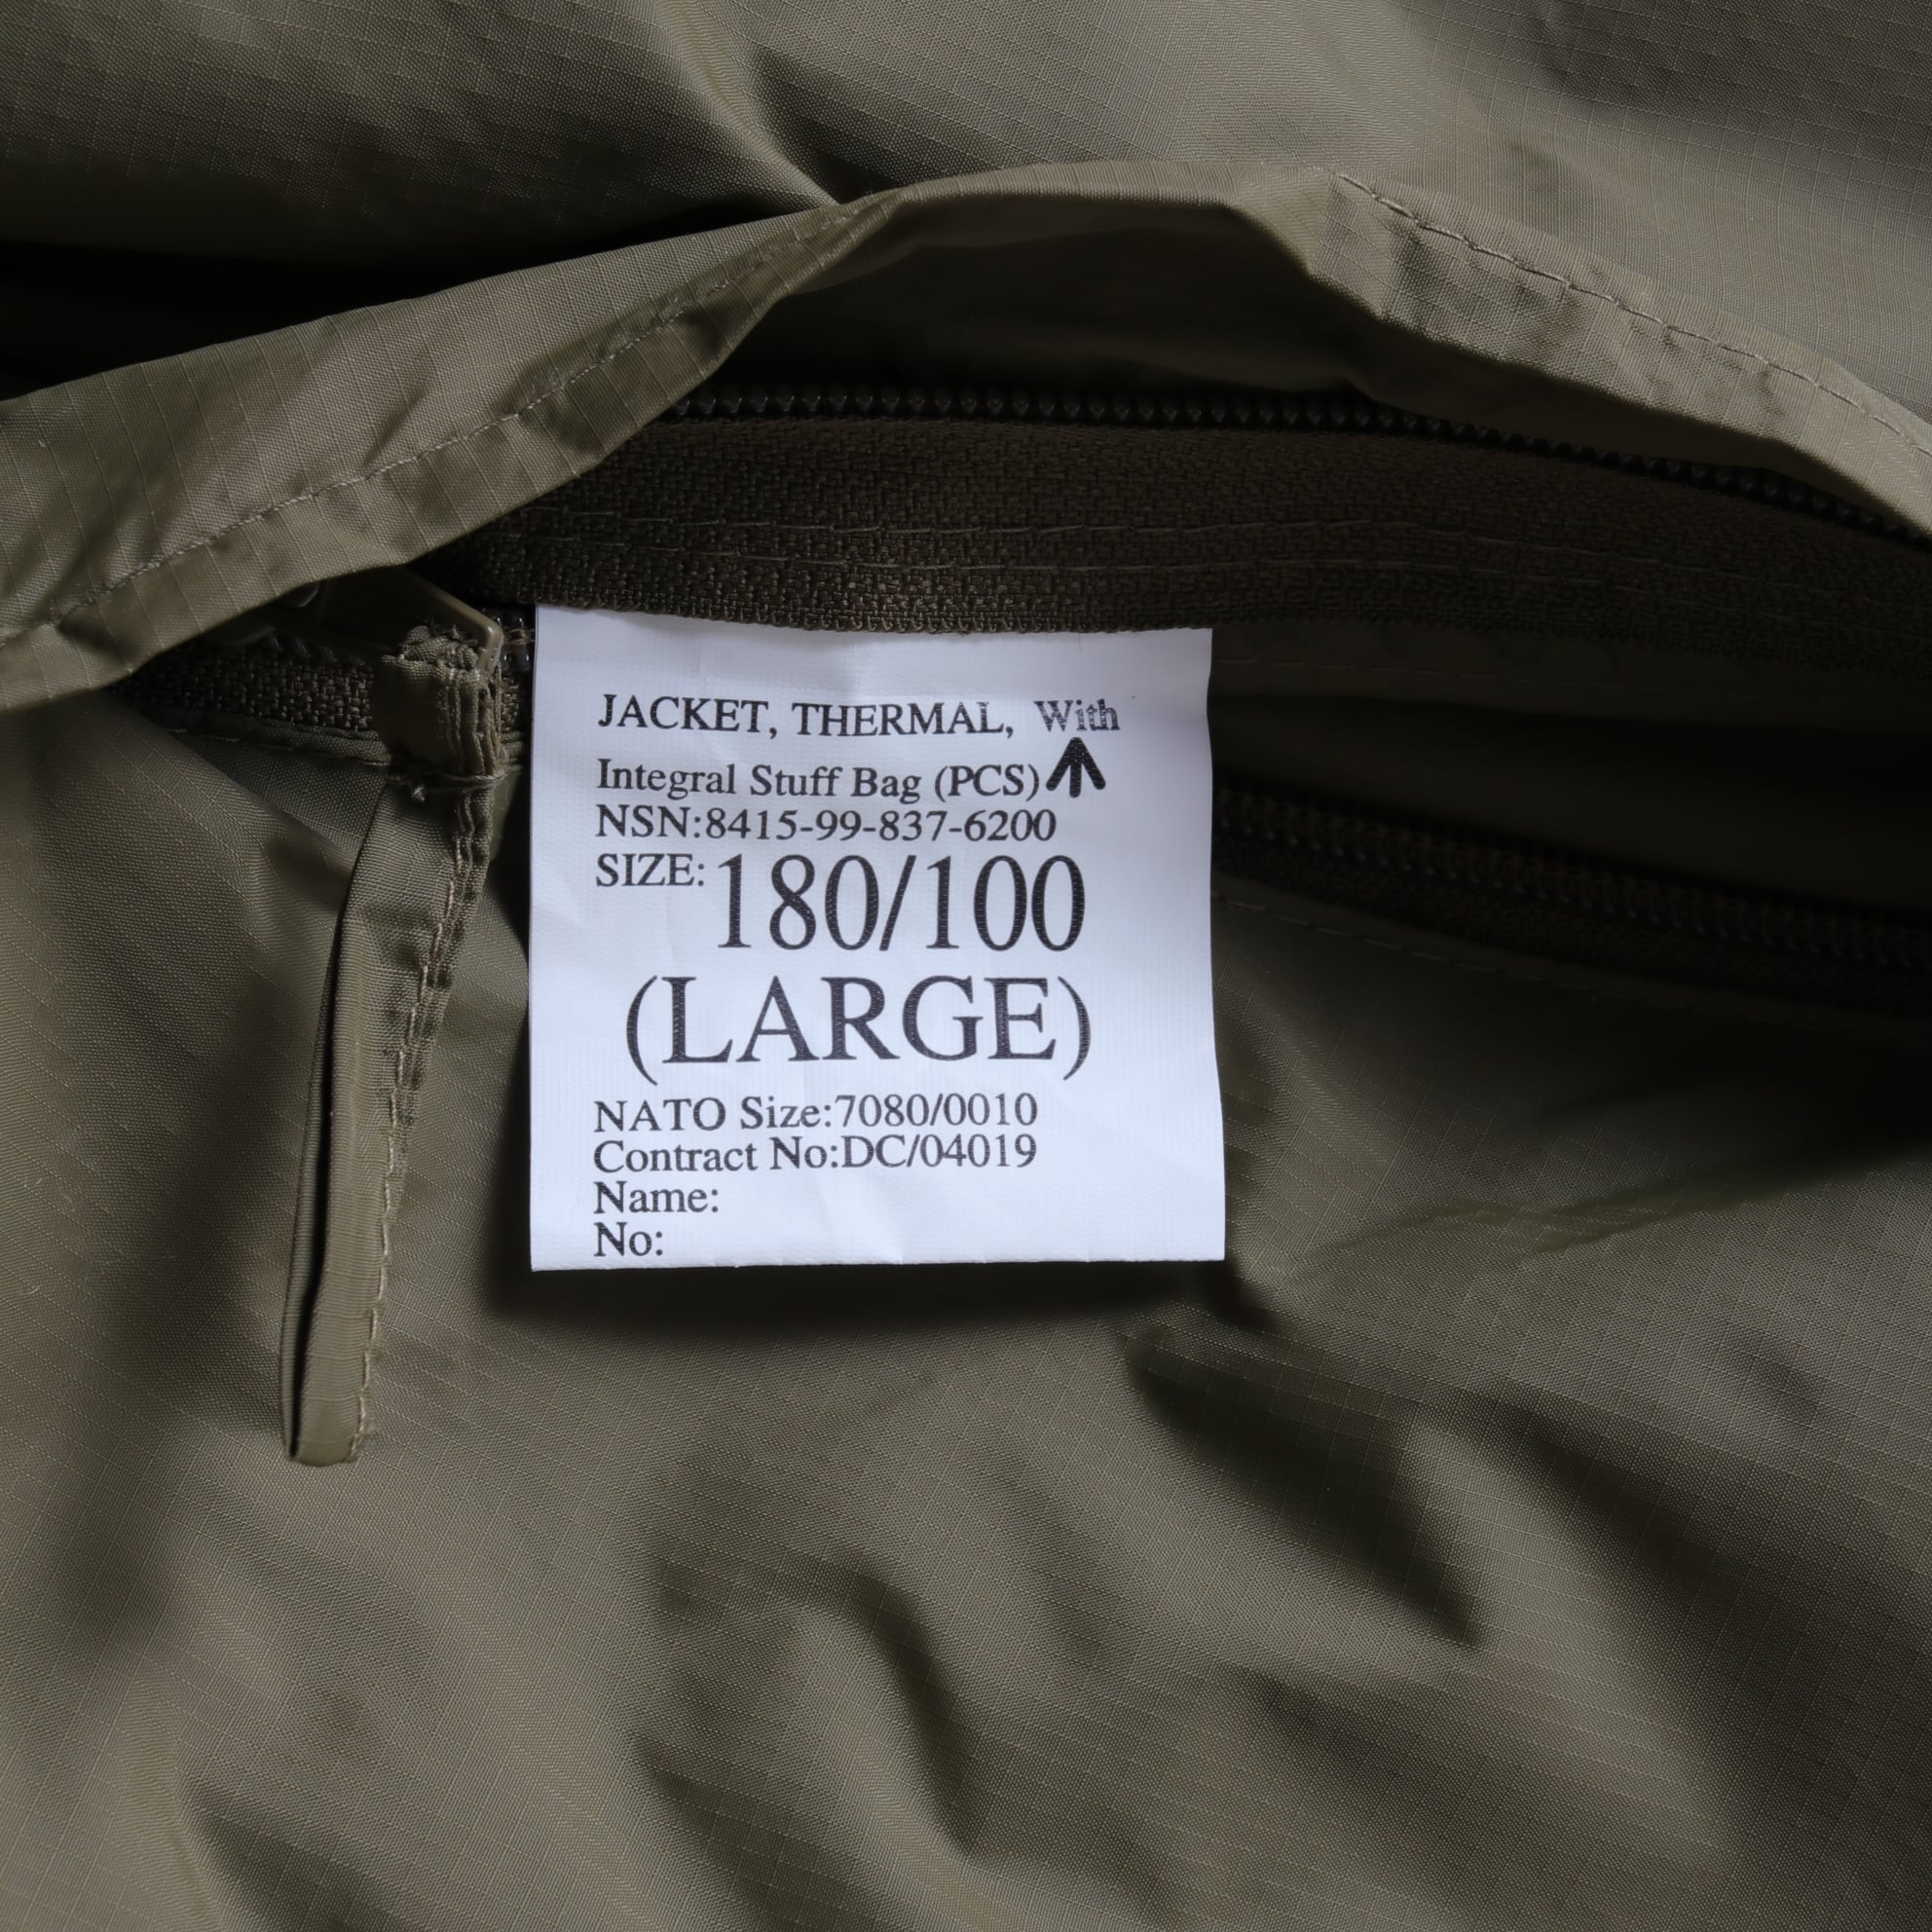 JACKET, THERMAL, With
Integral Stuff Bag (PCS)
NSN:8415-99-837-6200
SIZE: 180/100
(LARGE)
NATO Size:7080/0010
Contract No:DC/04019
Name:
No: